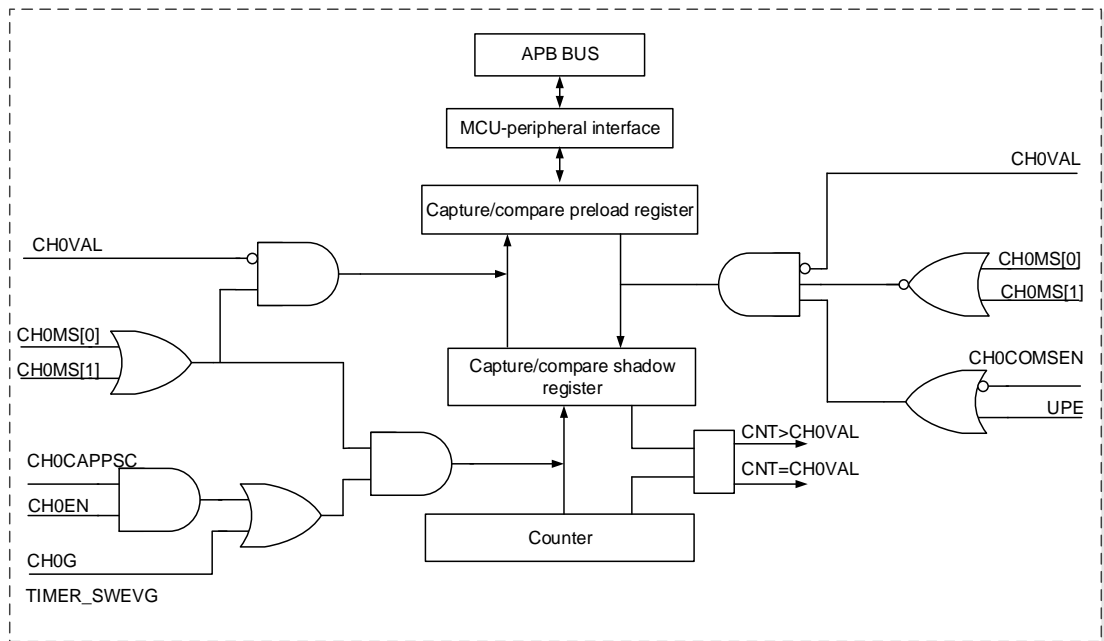 APB BUS
MCU-peripheral interface
CH0VAL
Capture/compare preload register
CH0VAL
CH0MS[0]
CH0MS[1]
CH0MS[0]
CH0MS[1]
Capture/compare shadow
register
CH0COMSEN
UPE
CNT>CH0VAL
CNT=CH0VAL
CH0CAPPSC
CH0EN
Counter
CH0G
TIMER_SWEVG